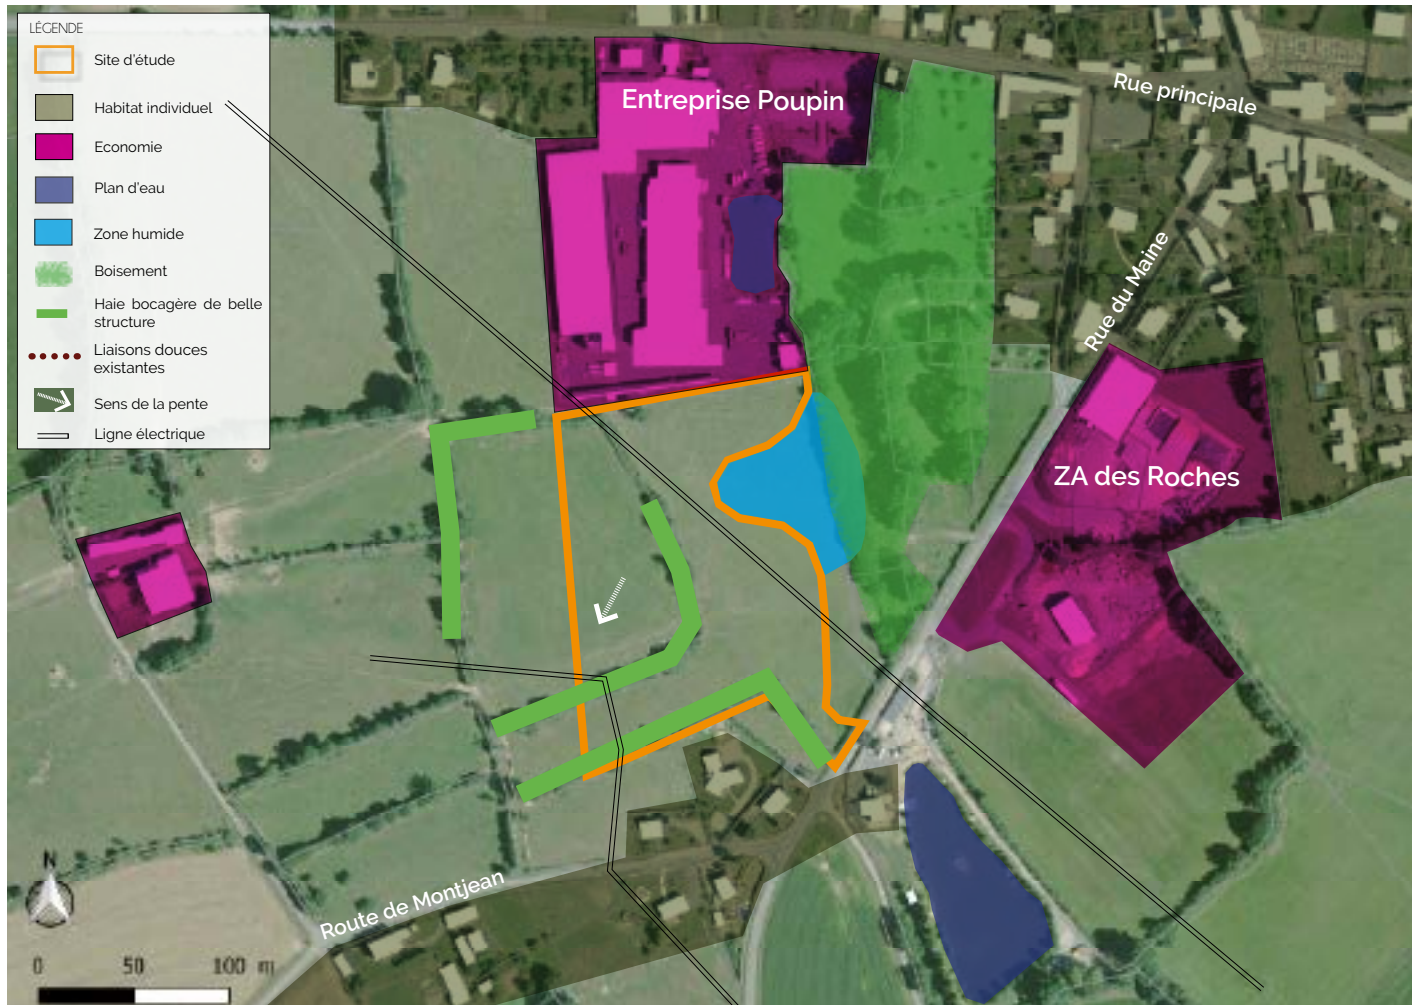 LÉGENDE
Site d'étude
Habitat individuel
Economie
Plan d'eau
Zone humide
Boisement
Haie bocagère de belle
structure
Liaisons douces
existantes
Sens de la pente
Ligne électrique
Entreprise Poupin
Rue principale
Rue du Maine
ZA des Roches
Route de Montjean
N
0 50 100 m